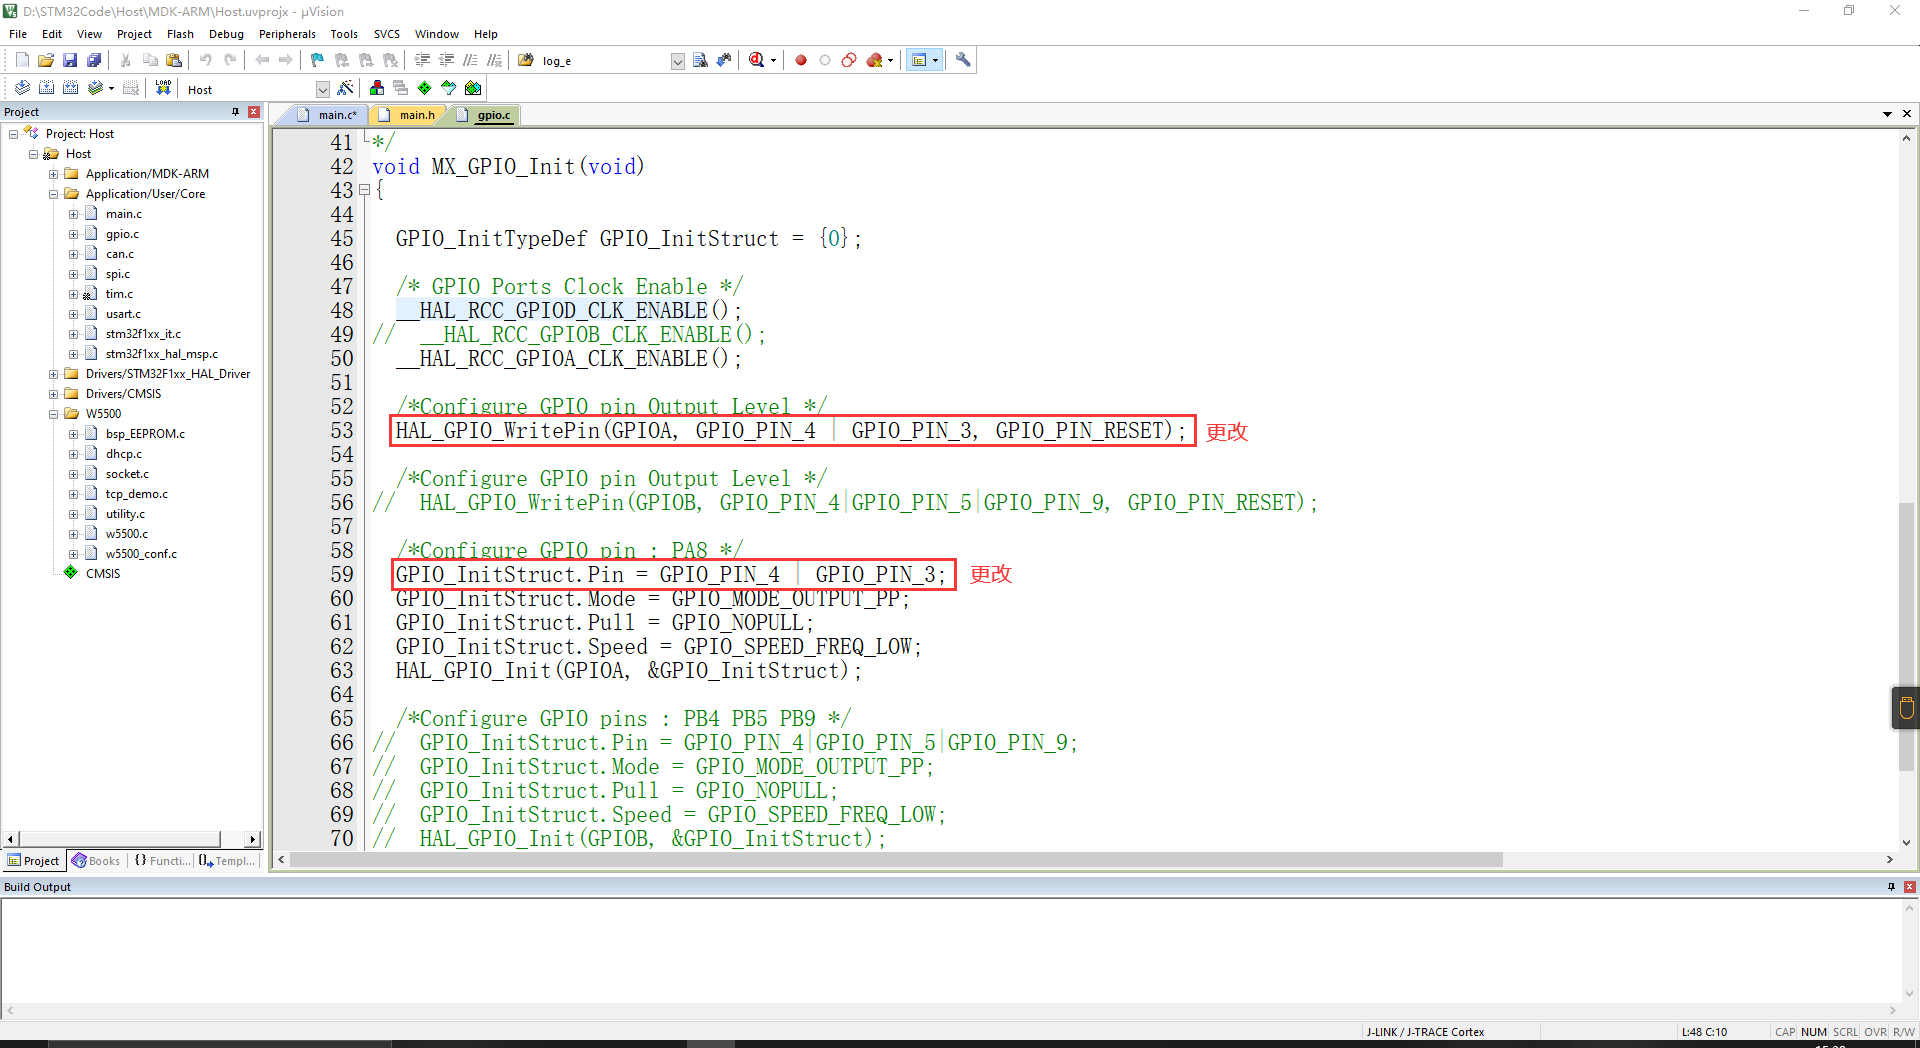 D:\STM32Code\Host\MDK-ARM\Host.uvprojx - µVision
File Edit View Project Flash Debug Peripherals Tools SVCS Window Help
log_e
LOAD
Host
Project
Project: Host
Host
Application/MDK-ARM
Application/User/Core
main.c
gpio.c
can.c
spi.c
tim.c
usart.c
stm32f1xx_it.c
stm32f1xx_hal_msp.c
Drivers/STM32F1xx_HAL_Driver
Drivers/CMSIS
W5500
bsp_EEPROM.c
dhcp.c
socket.c
tcp_demo.c
utility.c
w5500.c
w5500_conf.c
CMSIS
Project Books {} Functi... Templ...
main.c* main.h gpio.c
41 */
42 void MX_GPIO_Init(void)
43 {
44
45 GPIO_InitTypeDef GPIO_InitStruct = {0};
46
47 /* GPIO Ports Clock Enable */
48 __HAL_RCC_GPIOD_CLK_ENABLE();
49 // __HAL_RCC_GPIOB_CLK_ENABLE();
50 __HAL_RCC_GPIOA_CLK_ENABLE();
51
52 /*Configure GPIO pin Output Level */
53 HAL_GPIO_WritePin(GPIOA, GPIO_PIN_4 | GPIO_PIN_3, GPIO_PIN_RESET); 更改
54
55 /*Configure GPIO pin Output Level */
56 // HAL_GPIO_WritePin(GPIOB, GPIO_PIN_4|GPIO_PIN_5|GPIO_PIN_9, GPIO_PIN_RESET);
57
58 /*Configure GPIO pin : PA8 */
59 GPIO_InitStruct.Pin = GPIO_PIN_4 | GPIO_PIN_3; 更改
60 GPIO_InitStruct.Mode = GPIO_MODE_OUTPUT_PP;
61 GPIO_InitStruct.Pull = GPIO_NOPULL;
62 GPIO_InitStruct.Speed = GPIO_SPEED_FREQ_LOW;
63 HAL_GPIO_Init(GPIOA, &GPIO_InitStruct);
64
65 /*Configure GPIO pins : PB4 PB5 PB9 */
66 // GPIO_InitStruct.Pin = GPIO_PIN_4|GPIO_PIN_5|GPIO_PIN_9;
67 // GPIO_InitStruct.Mode = GPIO_MODE_OUTPUT_PP;
68 // GPIO_InitStruct.Pull = GPIO_NOPULL;
69 // GPIO_InitStruct.Speed = GPIO_SPEED_FREQ_LOW;
70 // HAL_GPIO_Init(GPIOB, &GPIO_InitStruct);
Build Output
J-LINK / J-TRACE Cortex L:48 C:10 CAP NUM SCRL OVR R/W